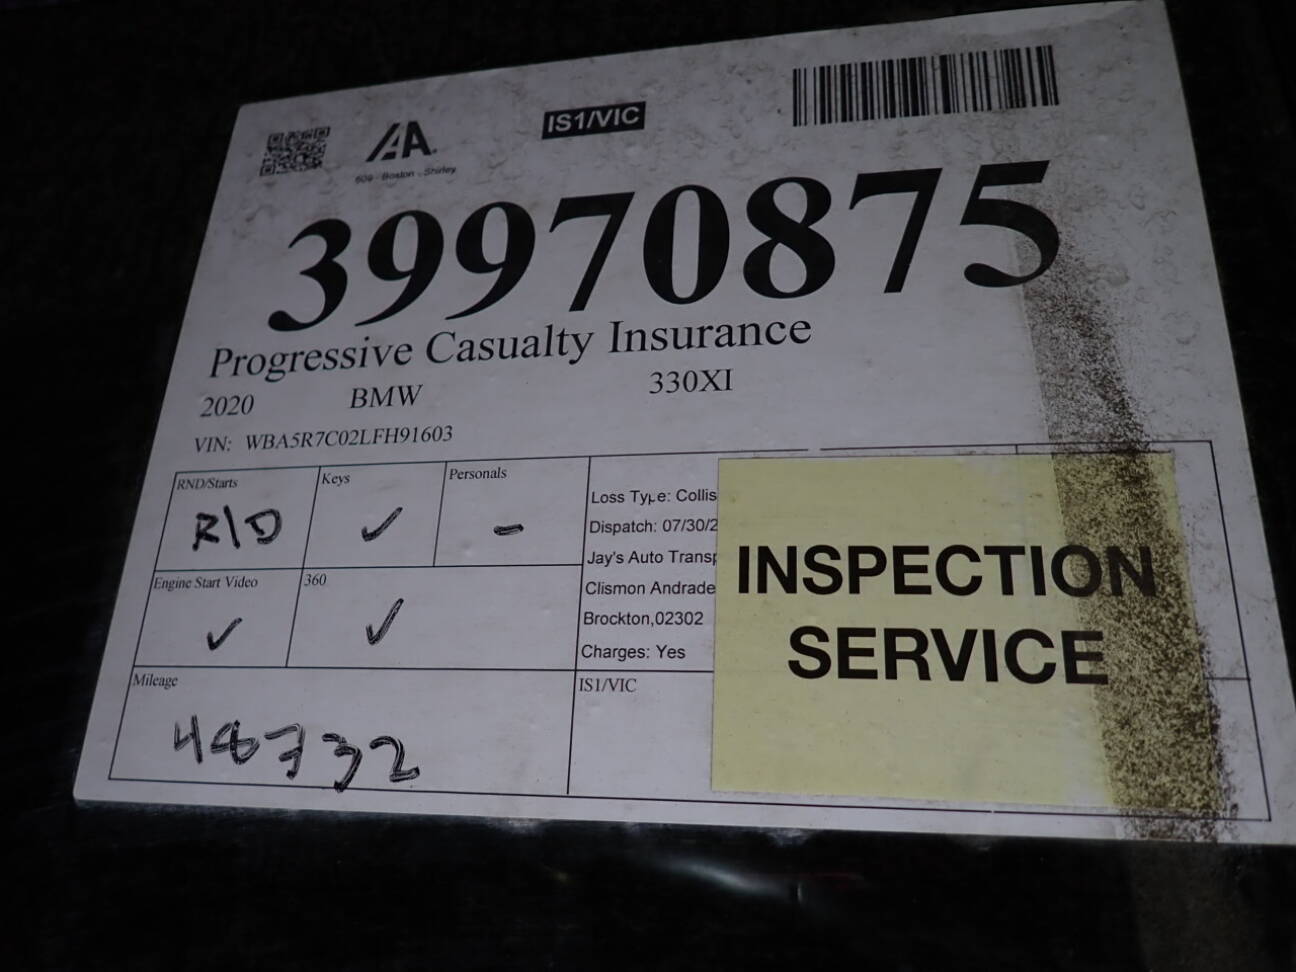 IAA
IS1/VIC
609 - Boston - Shirley
39970875
Progressive Casualty Insurance
2020 BMW 330XI
VIN: WBA5R7C02LFH91603
RND/Starts Keys Personals
R/D ✓ -
Engine Start Video 360
✓ ✓
Mileage
48732
Loss Type: Collis
Dispatch: 07/30/2
Jay's Auto Transp
Clismon Andrade
Brockton,02302
Charges: Yes
IS1/VIC
INSPECTION
SERVICE